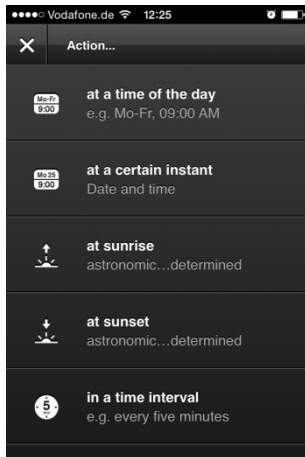 Vodafone.de 12:25
Action...
Mo-Fr
9:00
at a time of the day
e.g. Mo-Fr, 09:00 AM
Mo 25
9:00
at a certain instant
Date and time
at sunrise
astronomic…determined
at sunset
astronomic…determined
5
in a time interval
e.g. every five minutes